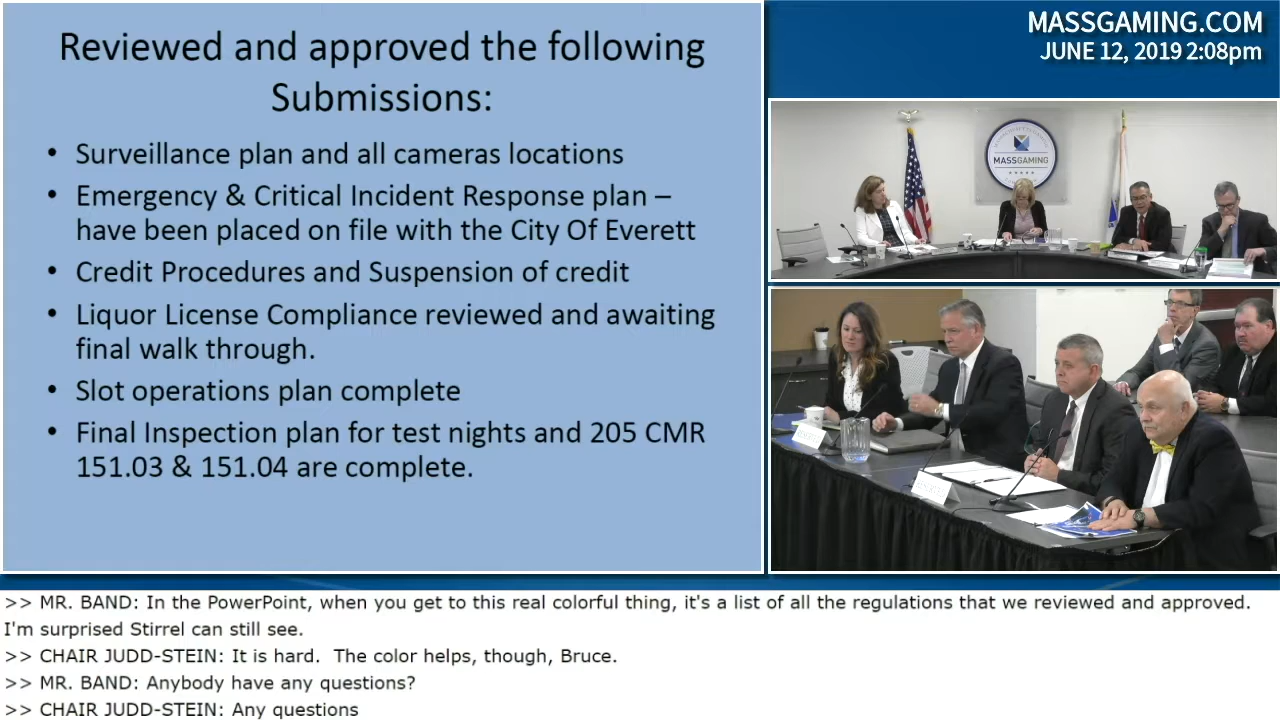 Reviewed and approved the following
Submissions:
• Surveillance plan and all cameras locations
• Emergency & Critical Incident Response plan –
have been placed on file with the City Of Everett
• Credit Procedures and Suspension of credit
• Liquor License Compliance reviewed and awaiting
final walk through.
• Slot operations plan complete
• Final Inspection plan for test nights and 205 CMR
151.03 & 151.04 are complete.
MASSGAMING.COM
JUNE 12, 2019 2:08pm
MASSGAMING
>> MR. BAND: In the PowerPoint, when you get to this real colorful thing, it's a list of all the regulations that we reviewed and approved.
I'm surprised Stirrel can still see.
>> CHAIR JUDD-STEIN: It is hard.  The color helps, though, Bruce.
>> MR. BAND: Anybody have any questions?
>> CHAIR JUDD-STEIN: Any questions